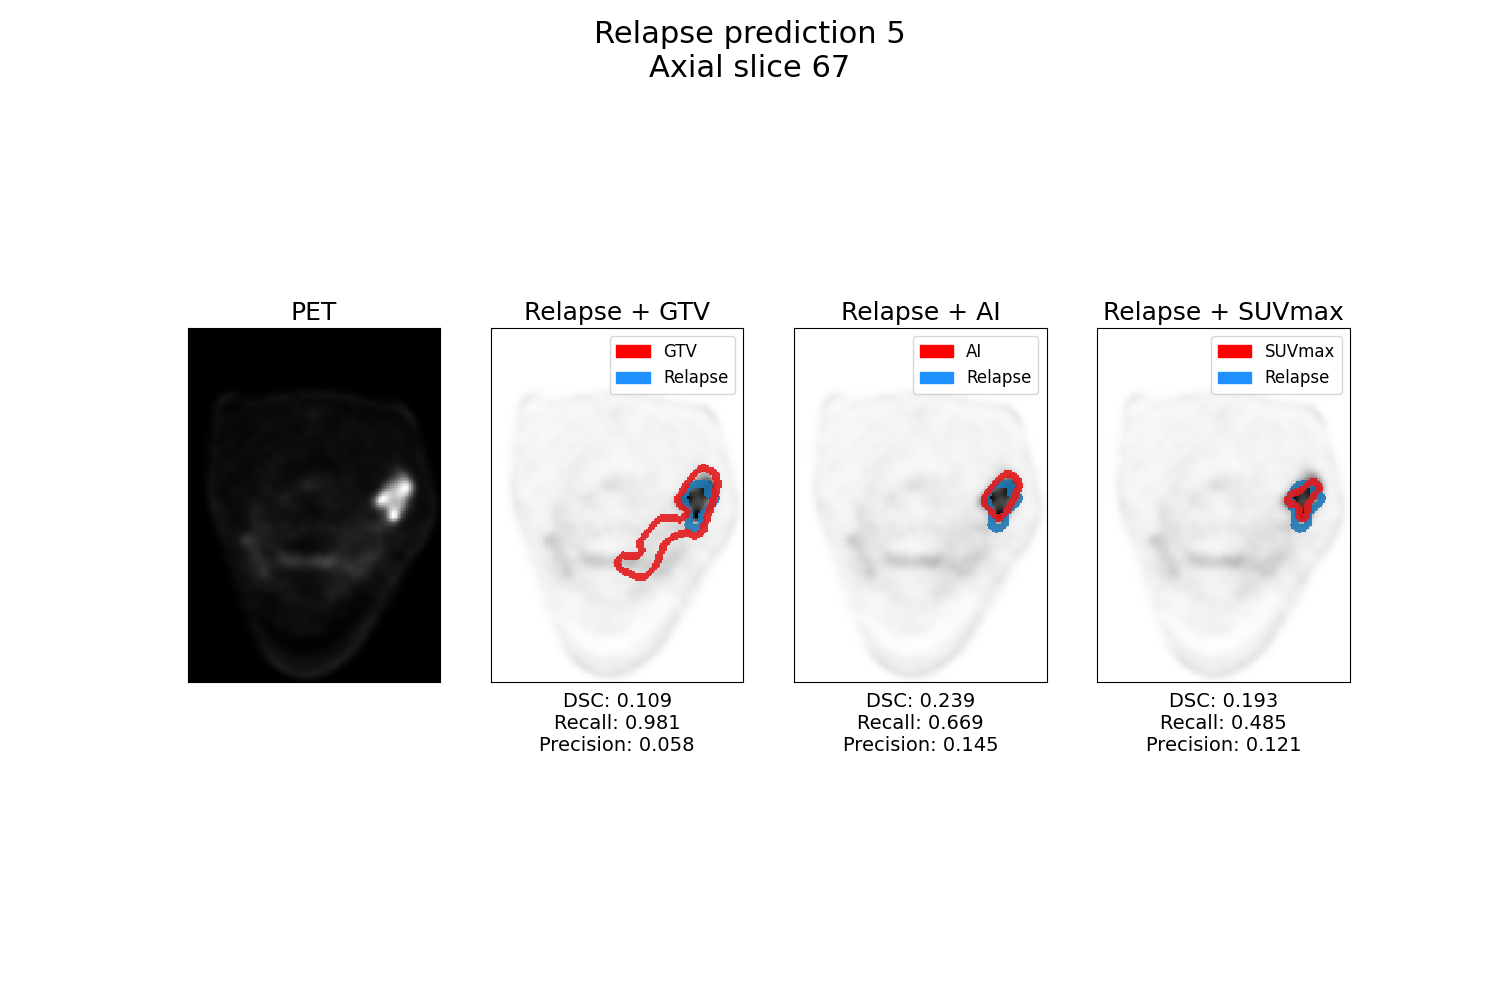 Relapse prediction 5
Axial slice 67
PET
Relapse + GTV
GTV
Relapse
DSC: 0.109
Recall: 0.981
Precision: 0.058
Relapse + AI
AI
Relapse
DSC: 0.239
Recall: 0.669
Precision: 0.145
Relapse + SUVmax
SUVmax
Relapse
DSC: 0.193
Recall: 0.485
Precision: 0.121